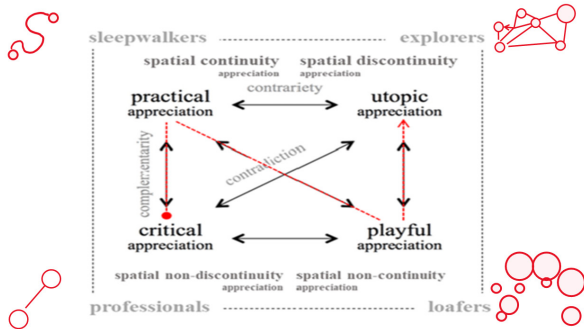 sleepwalkers explorers
spatial continuity spatial discontinuity
appreciation appreciation
contrariety
practical utopic
appreciation appreciation
complementarity
contradiction
critical playful
appreciation appreciation
spatial non-discontinuity spatial non-continuity
appreciation appreciation
professionals loafers